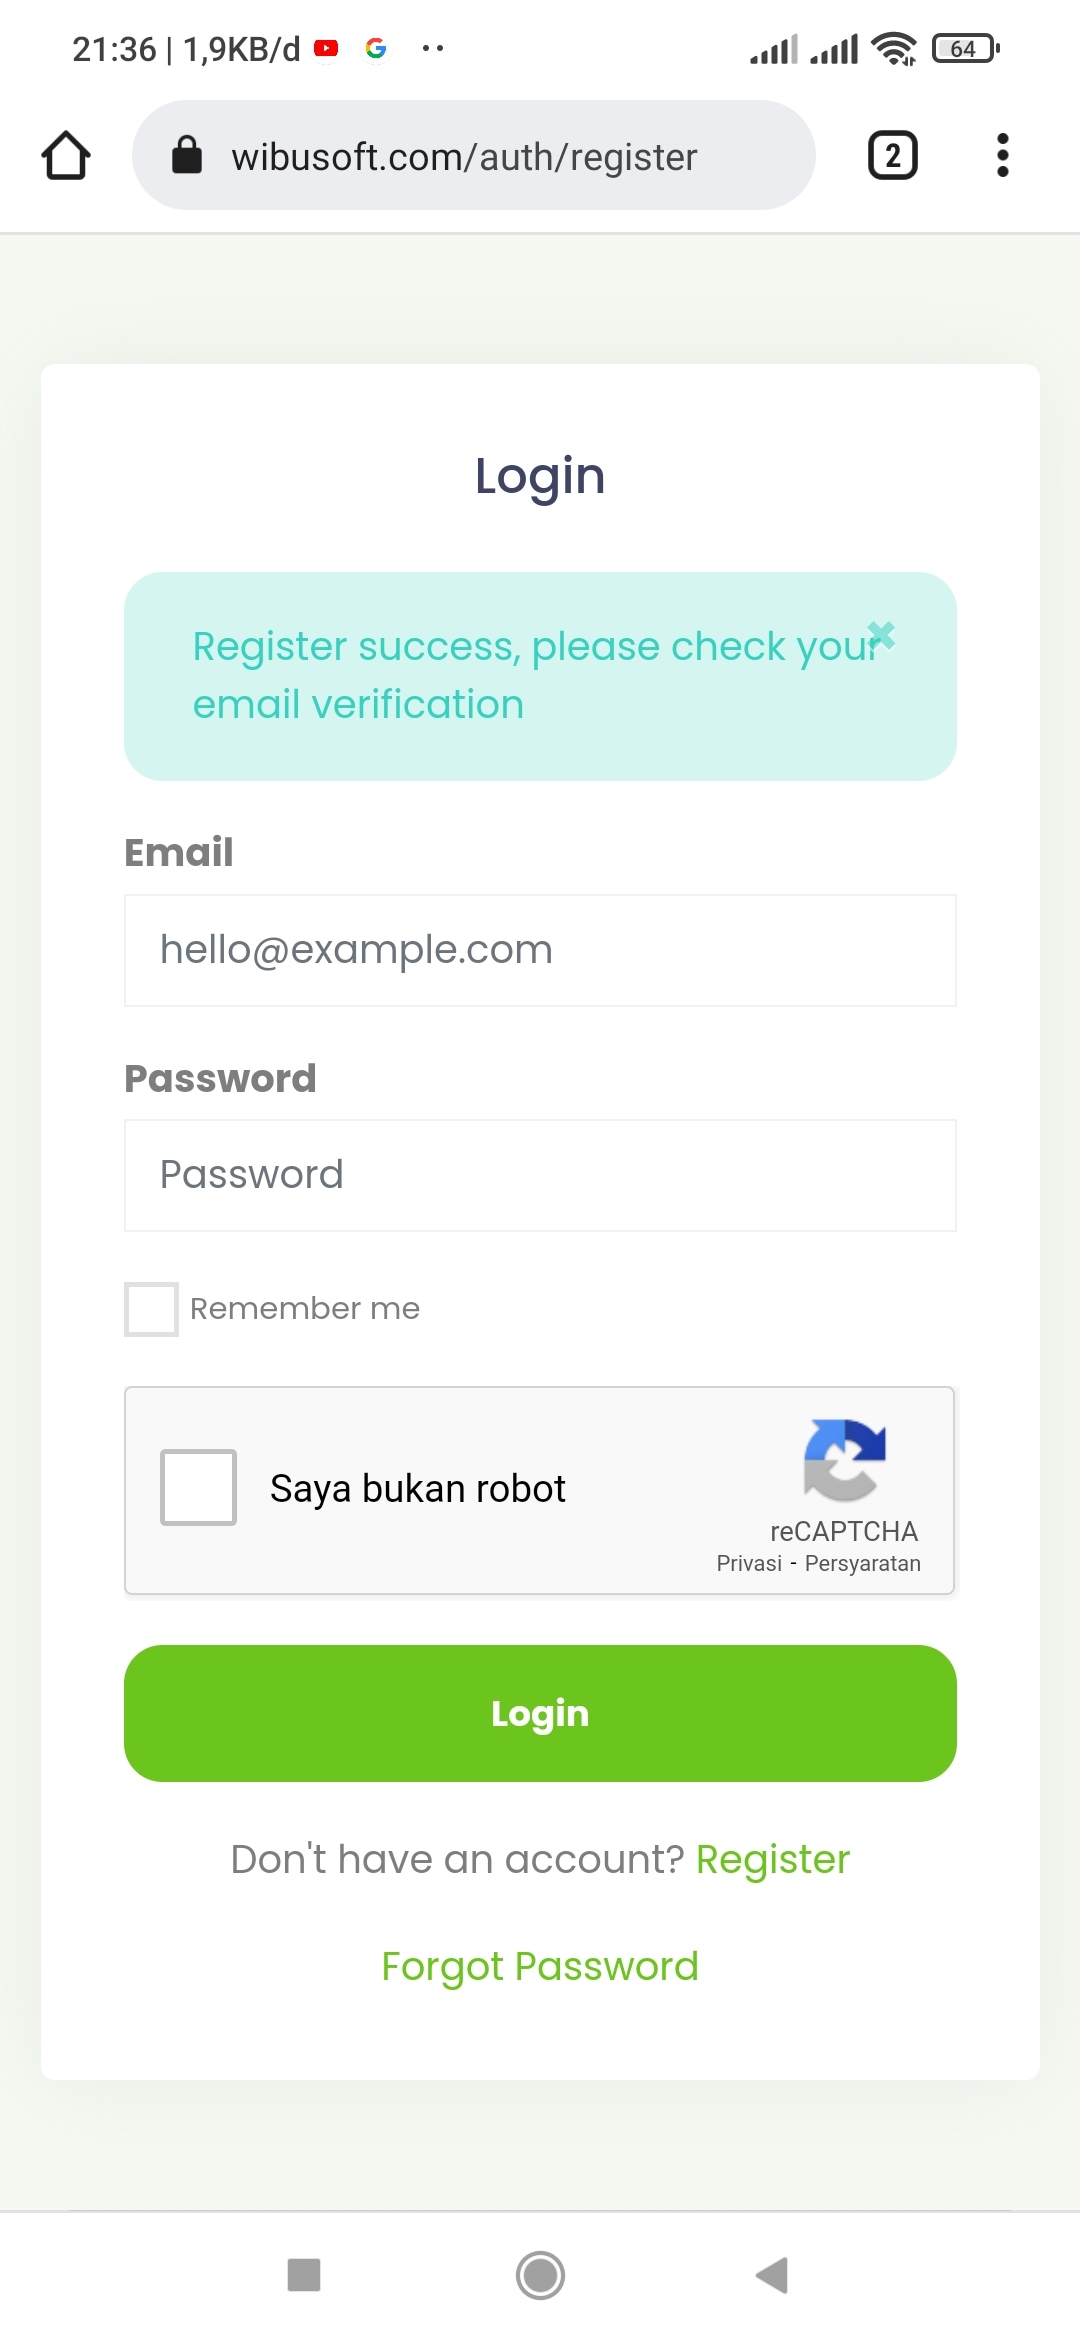 21:36 | 1,9KB/d
64
wibusoft.com/auth/register
2
Login
Register success, please check your
email verification
Email
hello@example.com
Password
Password
Remember me
Saya bukan robot
reCAPTCHA
Privasi - Persyaratan
Login
Don't have an account? Register
Forgot Password